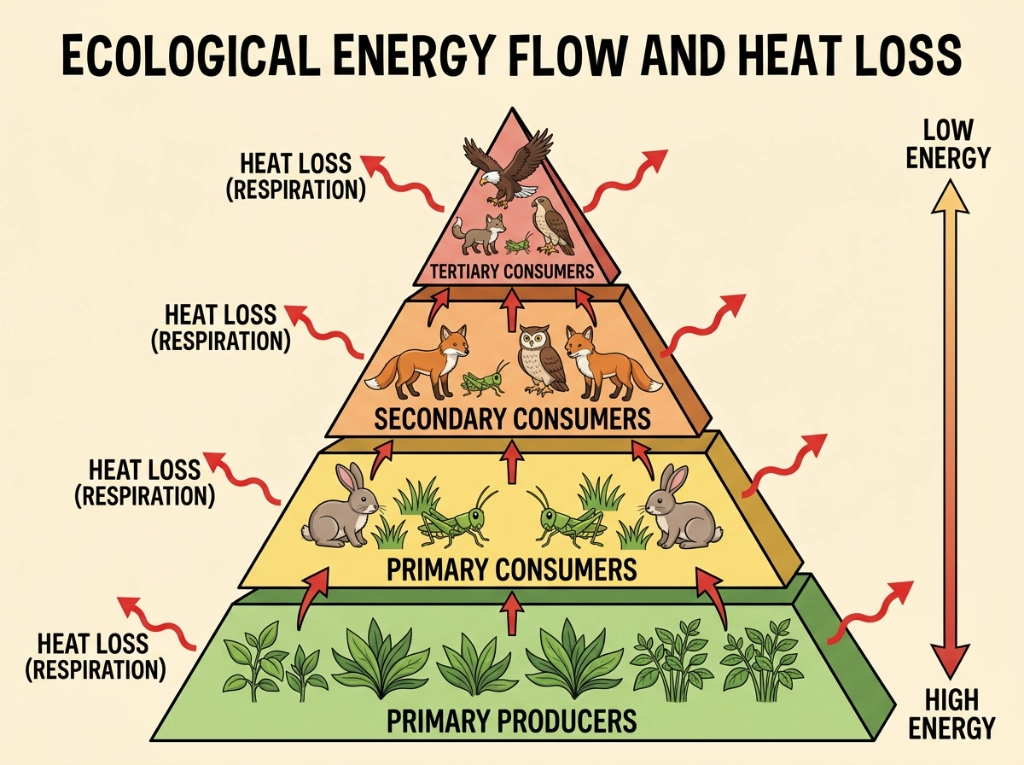 ECOLOGICAL ENERGY FLOW AND HEAT LOSS
LOW
ENERGY
HEAT LOSS
(RESPIRATION)
TERTIARY CONSUMERS
HEAT LOSS
(RESPIRATION)
SECONDARY CONSUMERS
HEAT LOSS
(RESPIRATION)
PRIMARY CONSUMERS
HEAT LOSS
(RESPIRATION)
PRIMARY PRODUCERS
HIGH
ENERGY